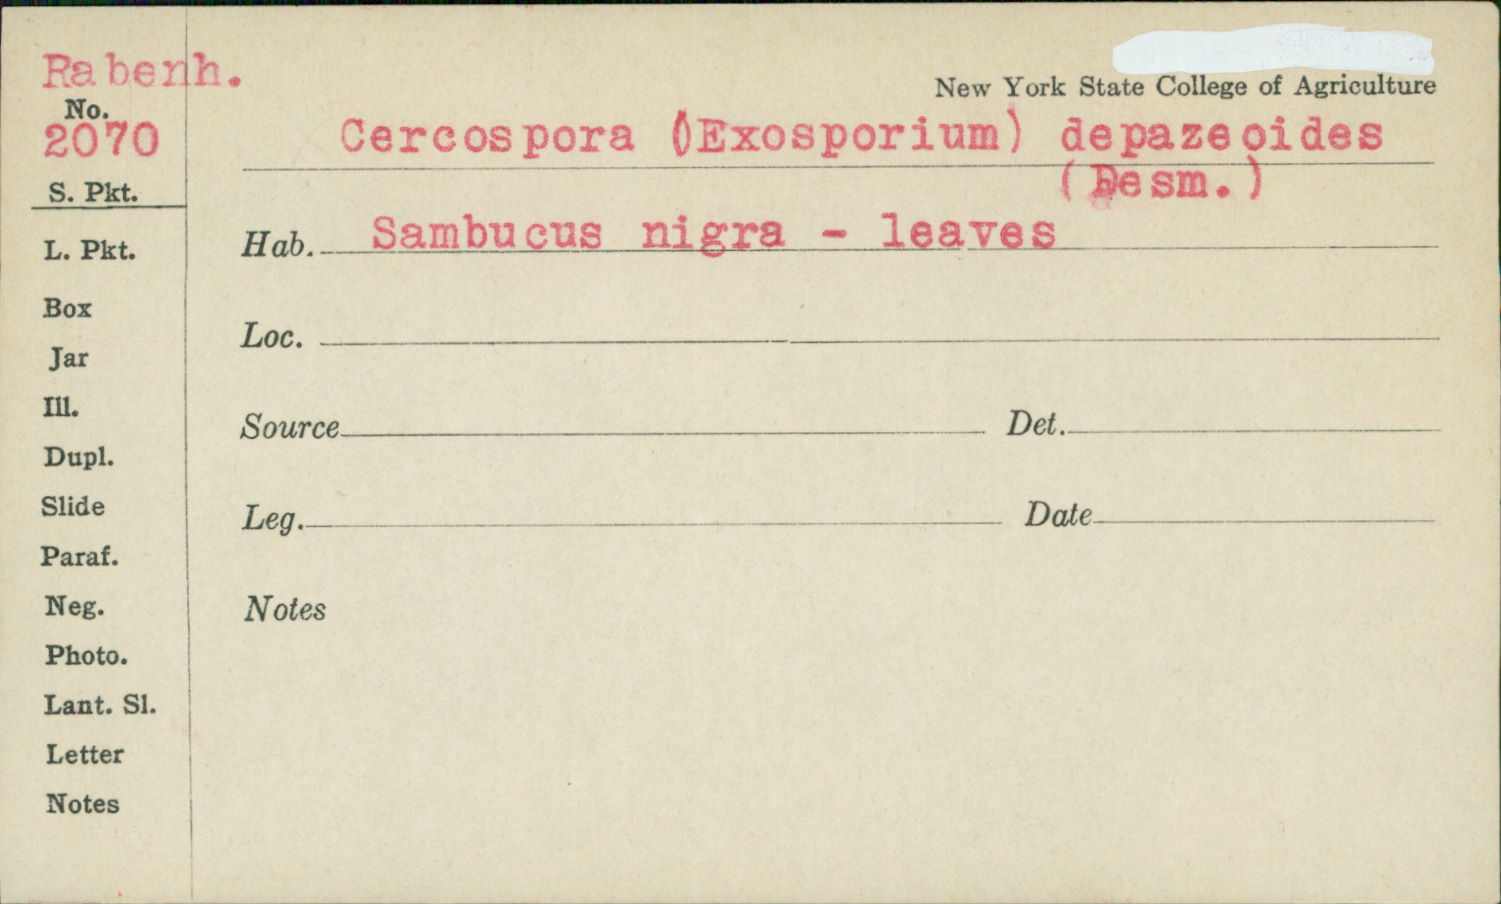 Rabenh.
No.
2070
S. Pkt.
L. Pkt.
Box
Jar
Ill.
Dupl.
Slide
Paraf.
Neg.
Photo.
Lant. Sl.
Letter
Notes
New York State College of Agriculture
Cercospora (Exosporium) depazeoides
(Desm.)
Hab. Sambucus nigra - leaves
Loc.
Source Det.
Leg. Date
Notes